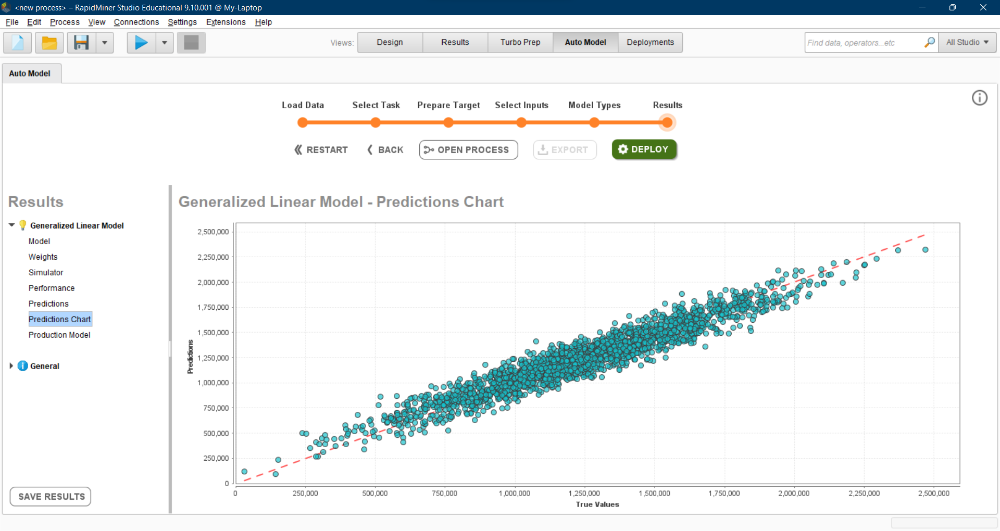 <new process> – RapidMiner Studio Educational 9.10.001 @ My-Laptop
File Edit Process View Connections Settings Extensions Help
Views: Design Results Turbo Prep Auto Model Deployments
Find data, operators...etc
All Studio
Auto Model
Load Data Select Task Prepare Target Select Inputs Model Types Results
RESTART BACK OPEN PROCESS EXPORT DEPLOY
Results
Generalized Linear Model
Model
Weights
Simulator
Performance
Predictions
Predictions Chart
Production Model
General
SAVE RESULTS
Generalized Linear Model - Predictions Chart
Predictions
2,500,000
2,250,000
2,000,000
1,750,000
1,500,000
1,250,000
1,000,000
750,000
500,000
250,000
0
0 250,000 500,000 750,000 1,000,000 1,250,000 1,500,000 1,750,000 2,000,000 2,250,000 2,500,000
True Values